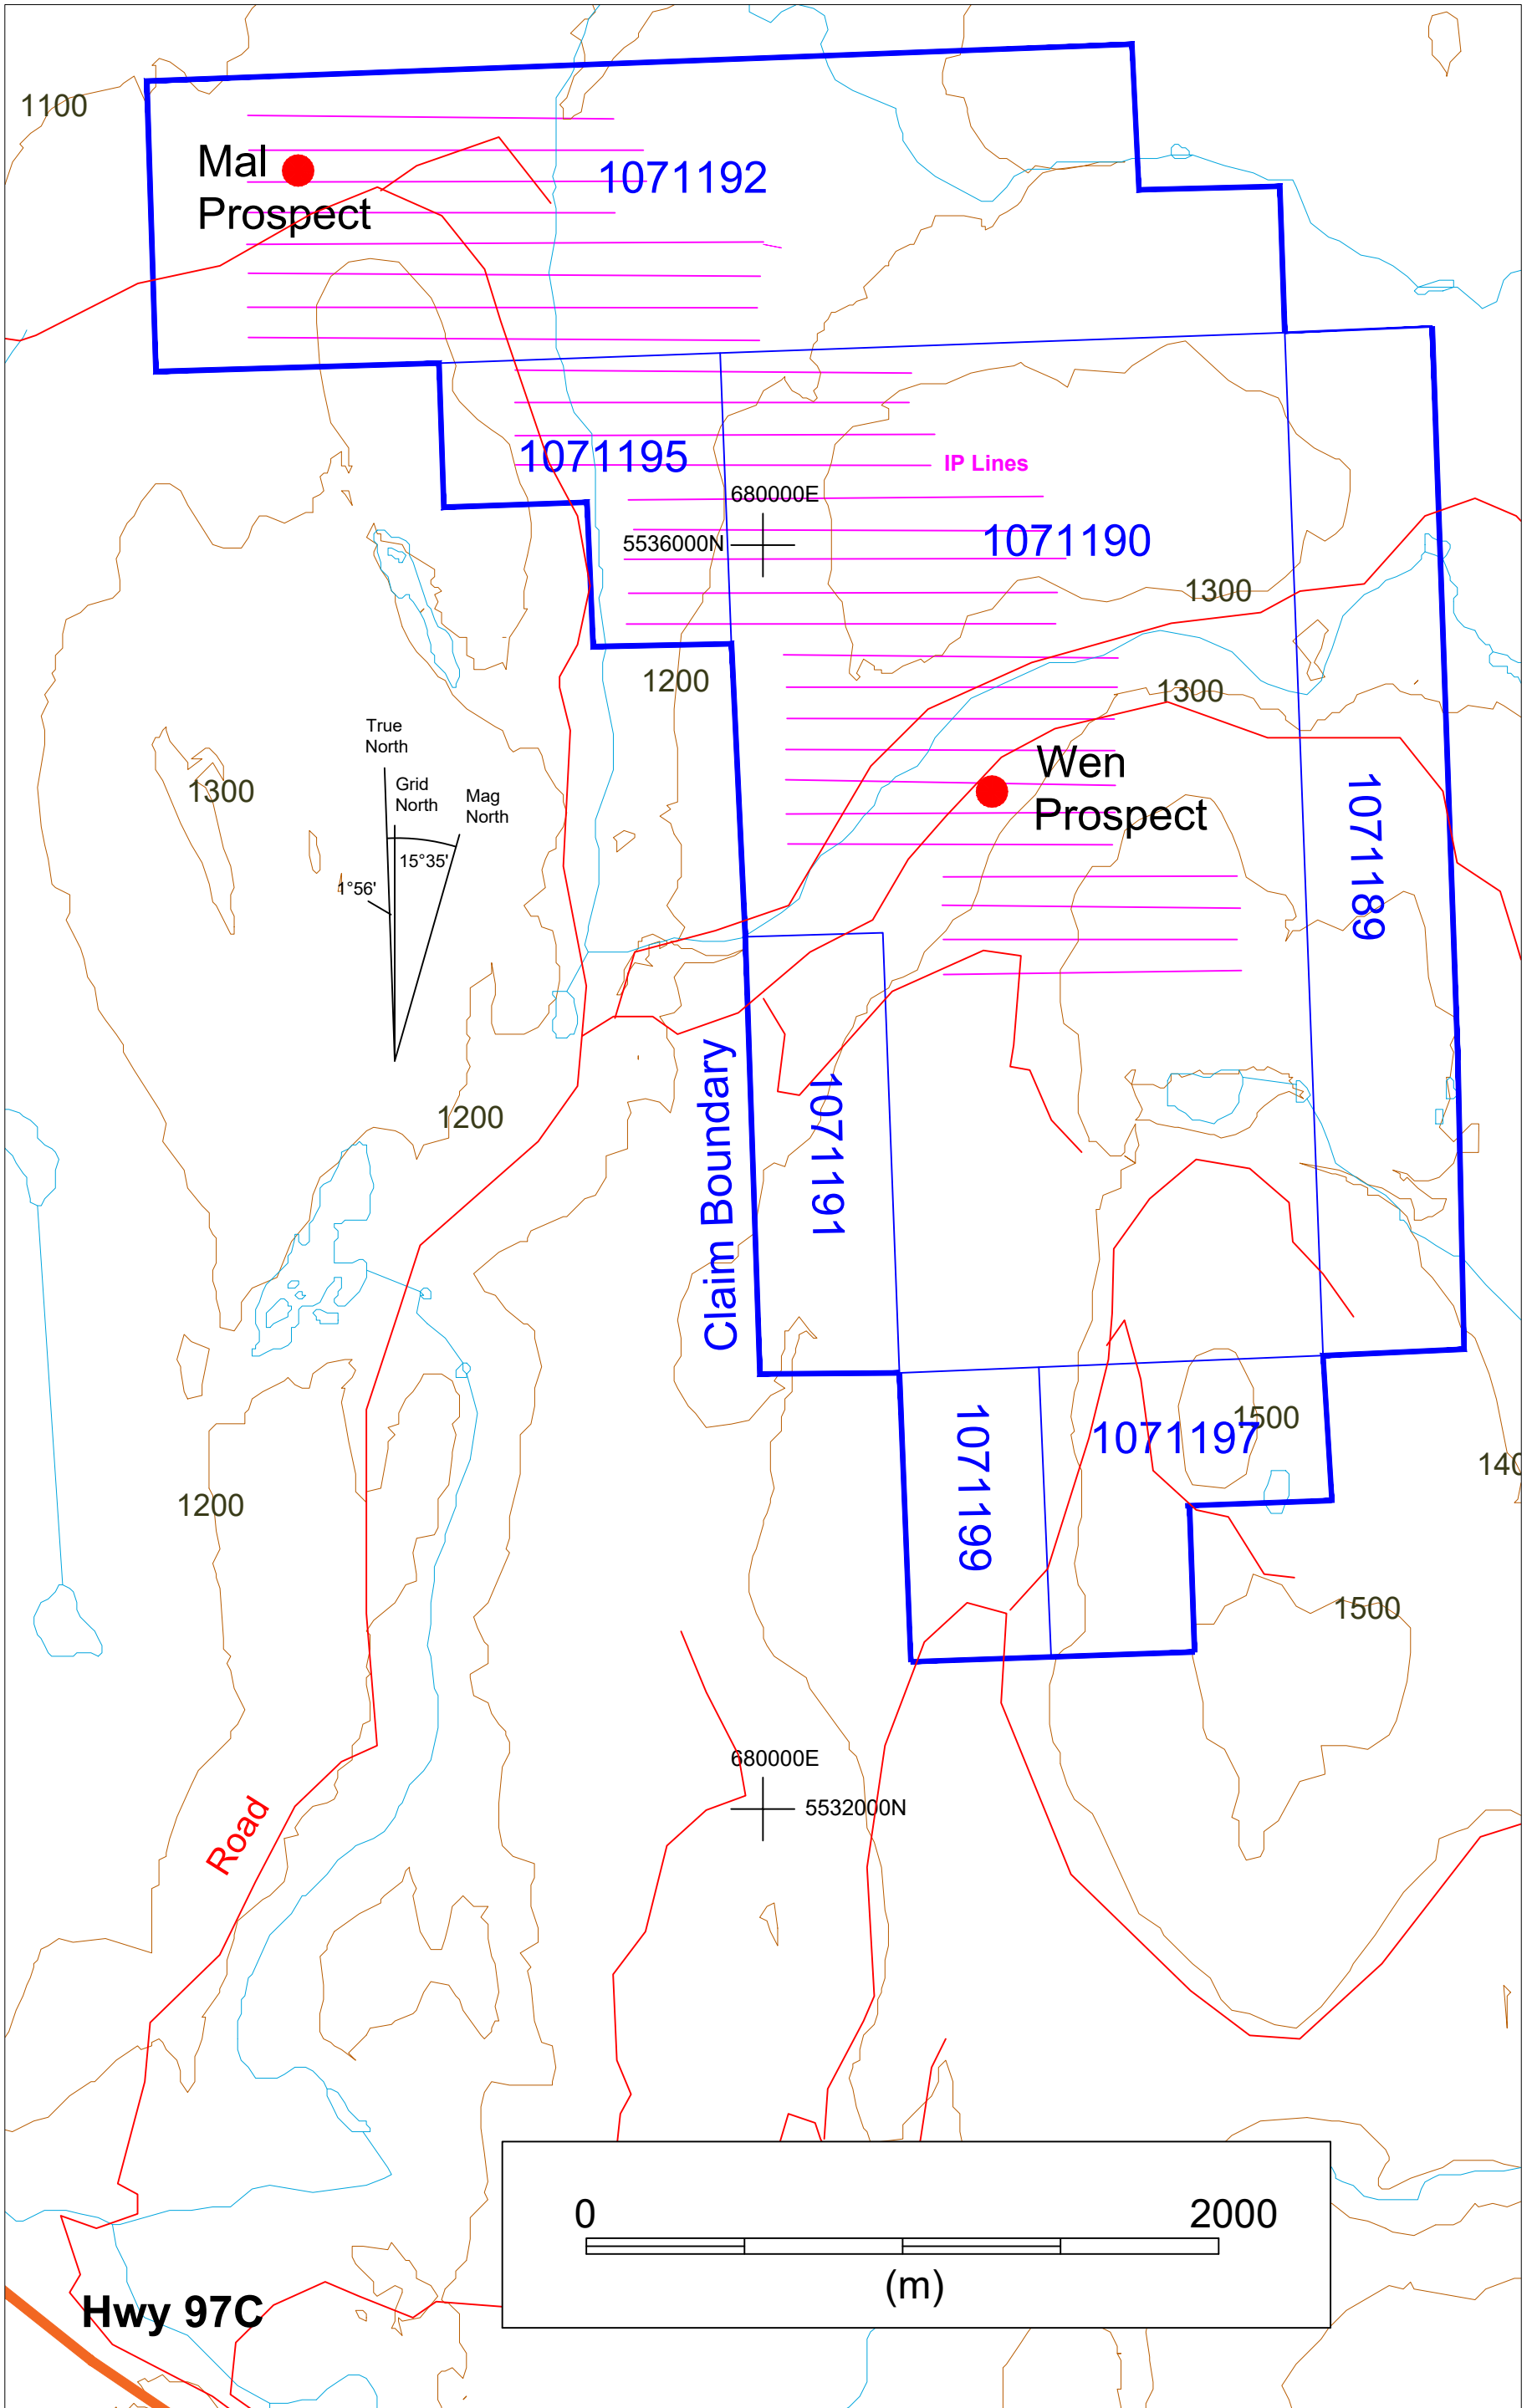 1100
Mal
Prospect
1071192
1071195
IP Lines
680000E
5536000N
1071190
1300
1200
1300
True
North
Grid
North
Mag
North
15°35'
1°56'
1300
Wen
Prospect
1071189
1200
Claim Boundary
1071191
1071199
1071197
1500
140
1200
1500
680000E
5532000N
Road
0
2000
(m)
Hwy 97C